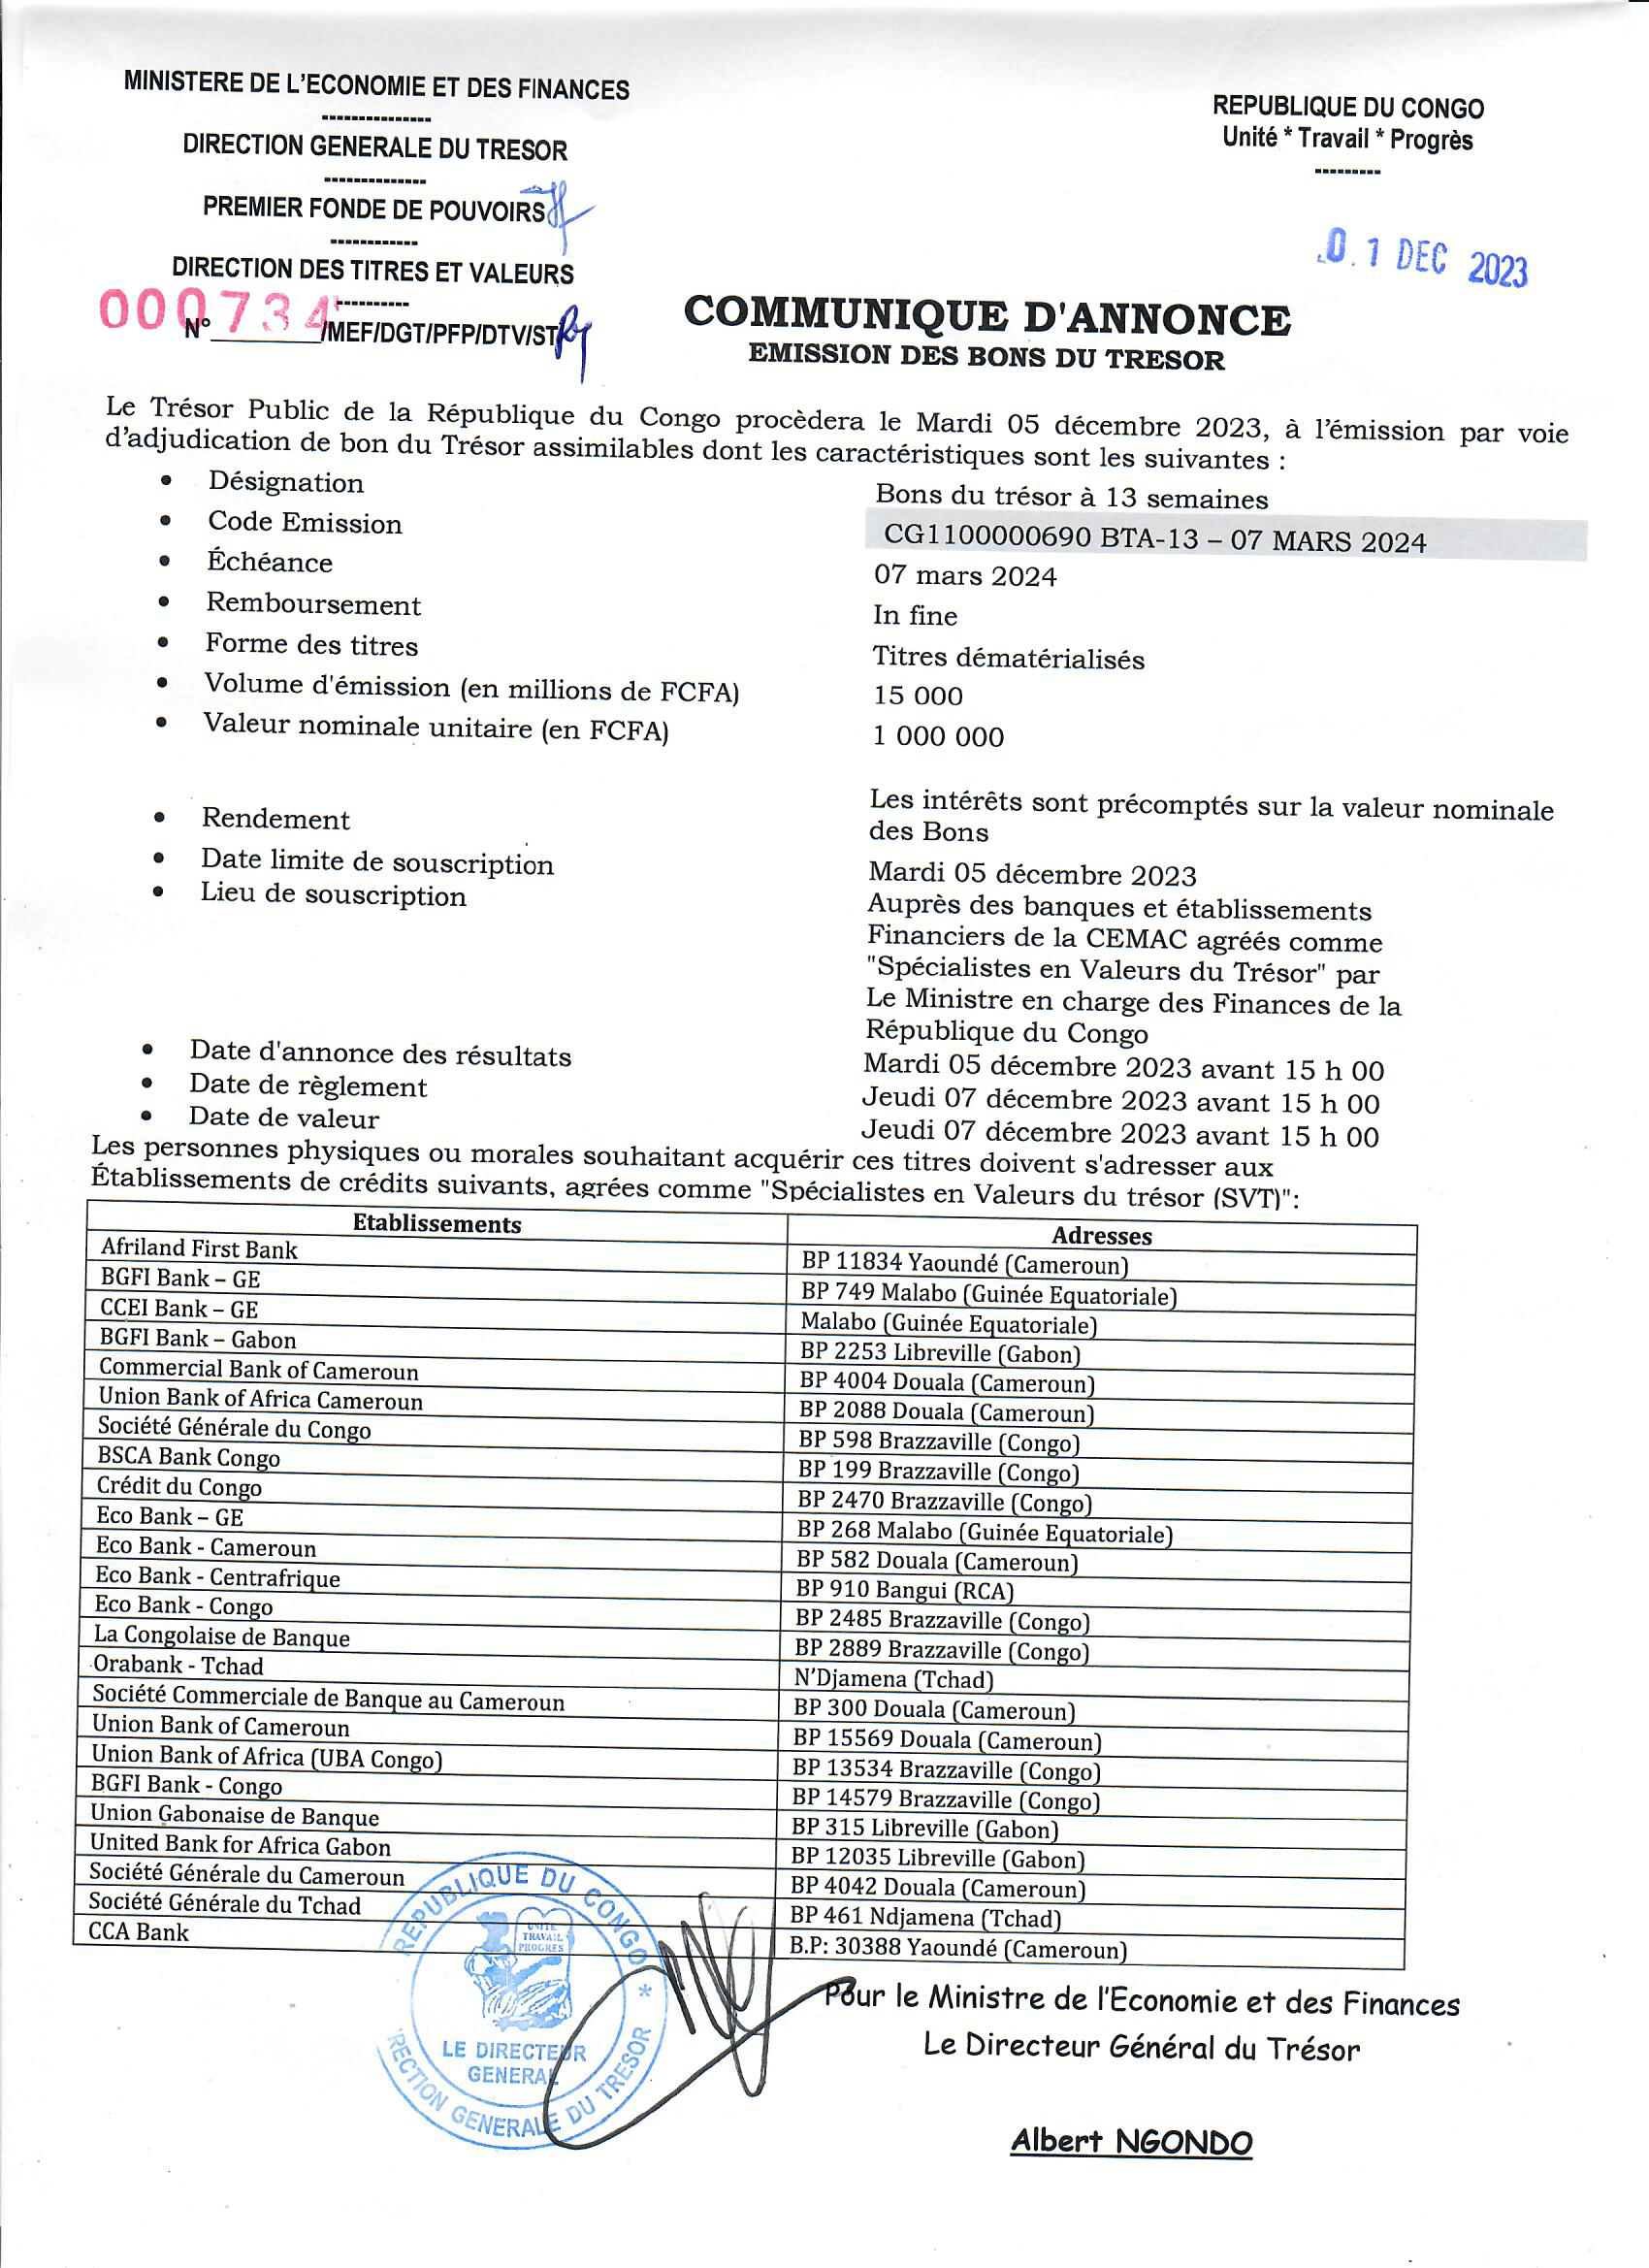 MINISTERE DE L'ECONOMIE ET DES FINANCES
---------------
DIRECTION GENERALE DU TRESOR
--------------
PREMIER FONDE DE POUVOIRS
------------
DIRECTION DES TITRES ET VALEURS
----------
000734
N° ________/MEF/DGT/PFP/DTV/ST
REPUBLIQUE DU CONGO
Unité * Travail * Progrès
---------
01 DEC 2023
COMMUNIQUE D'ANNONCE
EMISSION DES BONS DU TRESOR
Le Trésor Public de la République du Congo procèdera le Mardi 05 décembre 2023, à l'émission par voie
d'adjudication de bon du Trésor assimilables dont les caractéristiques sont les suivantes :
• Désignation Bons du trésor à 13 semaines
• Code Emission CG1100000690 BTA-13 – 07 MARS 2024
• Échéance 07 mars 2024
• Remboursement In fine
• Forme des titres Titres dématérialisés
• Volume d'émission (en millions de FCFA) 15 000
• Valeur nominale unitaire (en FCFA) 1 000 000
• Rendement Les intérêts sont précomptés sur la valeur nominale
des Bons
• Date limite de souscription Mardi 05 décembre 2023
• Lieu de souscription Auprès des banques et établissements
Financiers de la CEMAC agréés comme
"Spécialistes en Valeurs du Trésor" par
Le Ministre en charge des Finances de la
République du Congo
• Date d'annonce des résultats Mardi 05 décembre 2023 avant 15 h 00
• Date de règlement Jeudi 07 décembre 2023 avant 15 h 00
• Date de valeur Jeudi 07 décembre 2023 avant 15 h 00
Les personnes physiques ou morales souhaitant acquérir ces titres doivent s'adresser aux
Établissements de crédits suivants, agrées comme "Spécialistes en Valeurs du trésor (SVT)":
Etablissements Adresses
Afriland First Bank BP 11834 Yaoundé (Cameroun)
BGFI Bank – GE BP 749 Malabo (Guinée Equatoriale)
CCEI Bank – GE Malabo (Guinée Equatoriale)
BGFI Bank – Gabon BP 2253 Libreville (Gabon)
Commercial Bank of Cameroun BP 4004 Douala (Cameroun)
Union Bank of Africa Cameroun BP 2088 Douala (Cameroun)
Société Générale du Congo BP 598 Brazzaville (Congo)
BSCA Bank Congo BP 199 Brazzaville (Congo)
Crédit du Congo BP 2470 Brazzaville (Congo)
Eco Bank – GE BP 268 Malabo (Guinée Equatoriale)
Eco Bank - Cameroun BP 582 Douala (Cameroun)
Eco Bank - Centrafrique BP 910 Bangui (RCA)
Eco Bank - Congo BP 2485 Brazzaville (Congo)
La Congolaise de Banque BP 2889 Brazzaville (Congo)
Orabank - Tchad N'Djamena (Tchad)
Société Commerciale de Banque au Cameroun BP 300 Douala (Cameroun)
Union Bank of Cameroun BP 15569 Douala (Cameroun)
Union Bank of Africa (UBA Congo) BP 13534 Brazzaville (Congo)
BGFI Bank - Congo BP 14579 Brazzaville (Congo)
Union Gabonaise de Banque BP 315 Libreville (Gabon)
United Bank for Africa Gabon BP 12035 Libreville (Gabon)
Société Générale du Cameroun BP 4042 Douala (Cameroun)
Société Générale du Tchad BP 461 Ndjamena (Tchad)
CCA Bank B.P: 30388 Yaoundé (Cameroun)
REPUBLIQUE DU CONGO *
UNITE
TRAVAIL
PROGRES
LE DIRECTEUR
GENERAL
RECTION GENERALE DU TRESOR
Pour le Ministre de l'Economie et des Finances
Le Directeur Général du Trésor
Albert NGONDO